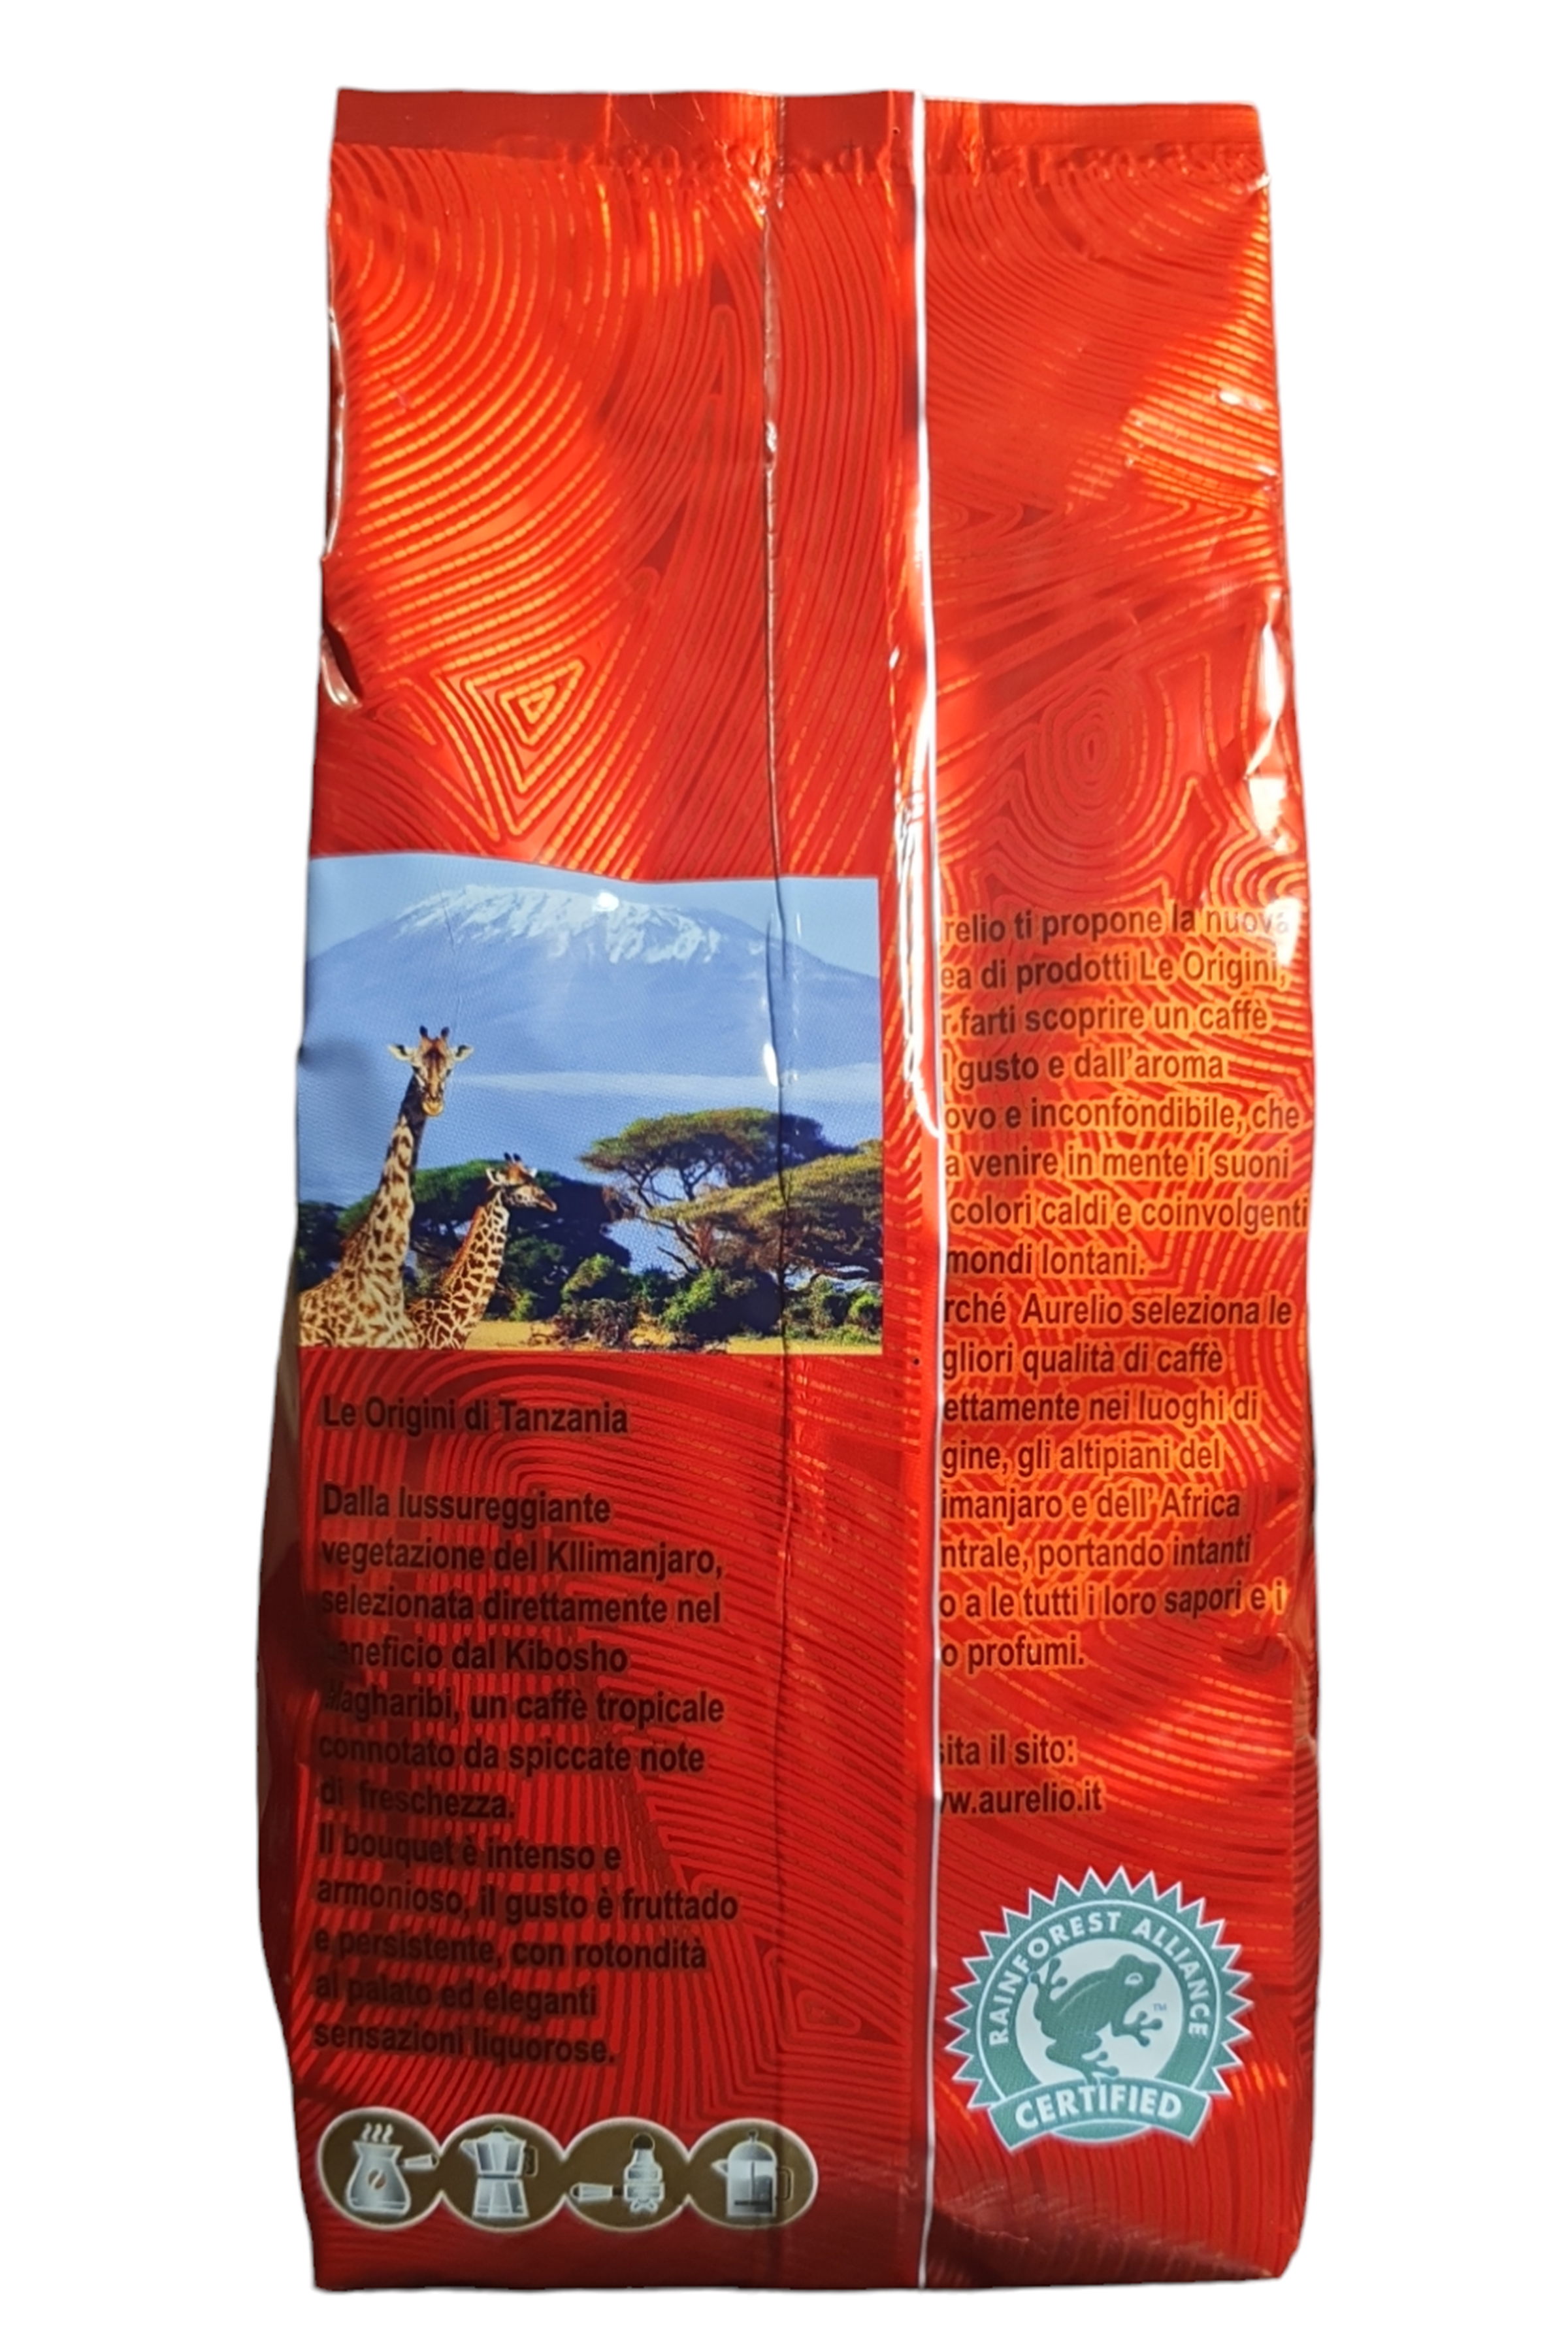 Le Origini di Tanzania
Dalla lussureggiante
vegetazione del KIlimanjaro,
selezionata direttamente nel
beneficio dal Kibosho
Magharibi, un caffè tropicale
connotato da spiccate note
di freschezza.
Il bouquet è intenso e
armonioso, il gusto è fruttado
e persistente, con rotondità
al palato ed eleganti
sensazioni liquorose.
relio ti propone la nuova
ea di prodotti Le Origini,
r farti scoprire un caffè
l gusto e dall'aroma
ovo e inconfondibile, che
a venire in mente i suoni
colori caldi e coinvolgenti
mondi lontani.
rché Aurelio seleziona le
gliori qualità di caffè
ettamente nei luoghi di
gine, gli altipiani del
imanjaro e dell' Africa
ntrale, portando intanti
o a le tutti i loro sapori e i
o profumi.
sita il sito:
w.aurelio.it
RAINFOREST ALLIANCE
TM
CERTIFIED